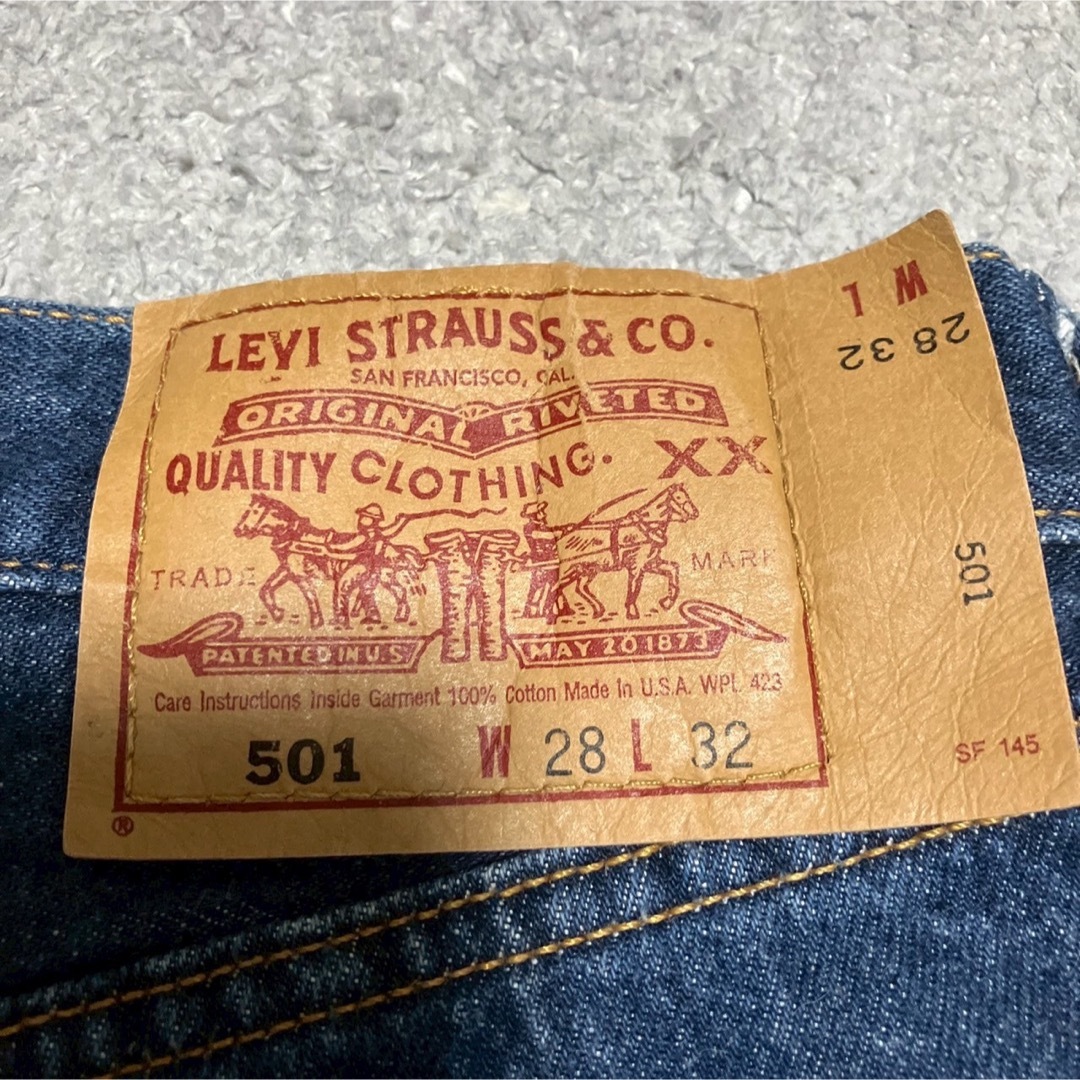 LEVI STRAUSS & CO.
SAN FRANCISCO, CAL.
ORIGINAL RIVETED
QUALITY CLOTHING. XX
TRADE MARK
PATENTED IN U.S. MAY 20 1873
Care Instructions Inside Garment 100% Cotton Made in U.S.A. WPL 423
501 W 28 L 32
®
W L
28 32
501
SF 145